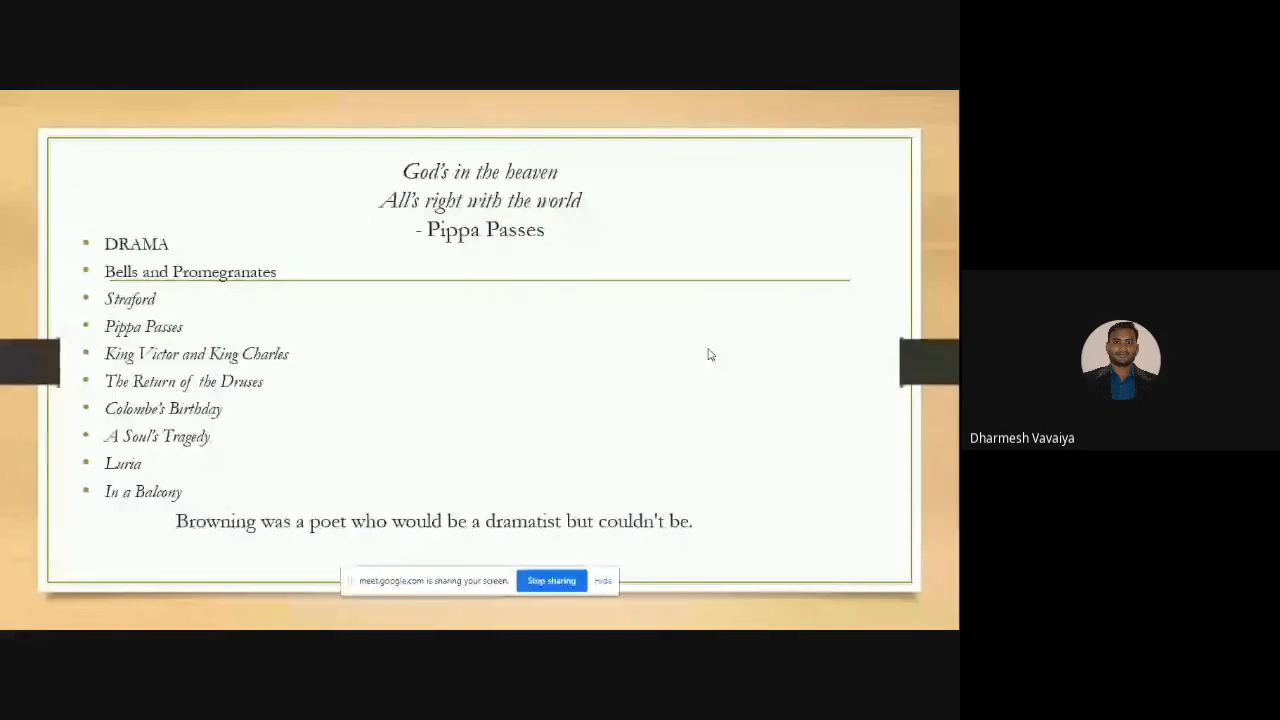 God's in the heaven
All's right with the world
- Pippa Passes
• DRAMA
• Bells and Promegranates
• Straford
• Pippa Passes
• King Victor and King Charles
• The Return of the Druses
• Colombe's Birthday
• A Soul's Tragedy
• Luria
• In a Balcony
Browning was a poet who would be a dramatist but couldn't be.
meet.google.com is sharing your screen. Stop sharing Hide
Dharmesh Vavaiya